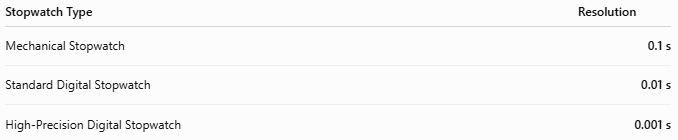 Stopwatch Type Resolution
Mechanical Stopwatch 0.1 s
Standard Digital Stopwatch 0.01 s
High-Precision Digital Stopwatch 0.001 s